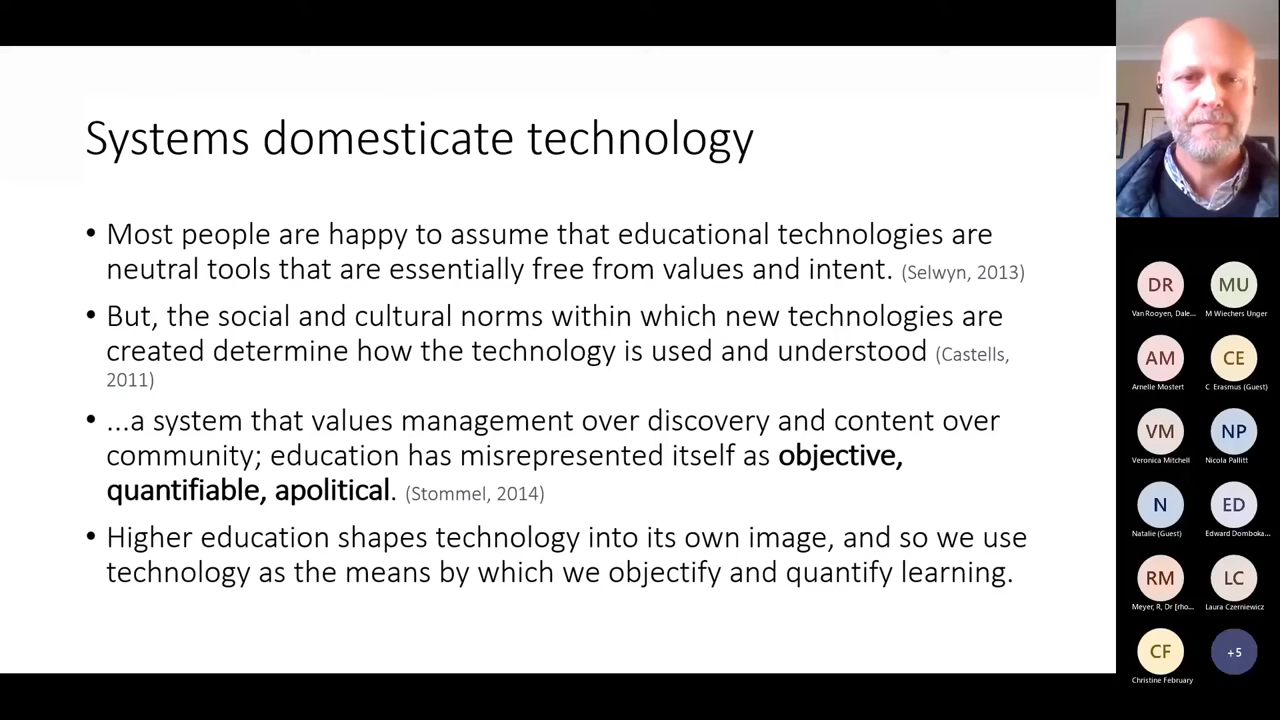 Systems domesticate technology
• Most people are happy to assume that educational technologies are
neutral tools that are essentially free from values and intent. (Selwyn, 2013)
• But, the social and cultural norms within which new technologies are
created determine how the technology is used and understood (Castells,
2011)
• ...a system that values management over discovery and content over
community; education has misrepresented itself as objective,
quantifiable, apolitical. (Stommel, 2014)
• Higher education shapes technology into its own image, and so we use
technology as the means by which we objectify and quantify learning.
DR MU
Van Rooyen, Dale... M Wiechers Unger
AM CE
Arnelle Mostert C Erasmus (Guest)
VM NP
Veronica Mitchell Nicola Pallitt
N ED
Natalie (Guest) Edward Domboka...
RM LC
Meyer, R, Dr [rho... Laura Czerniewicz
CF +5
Christine February